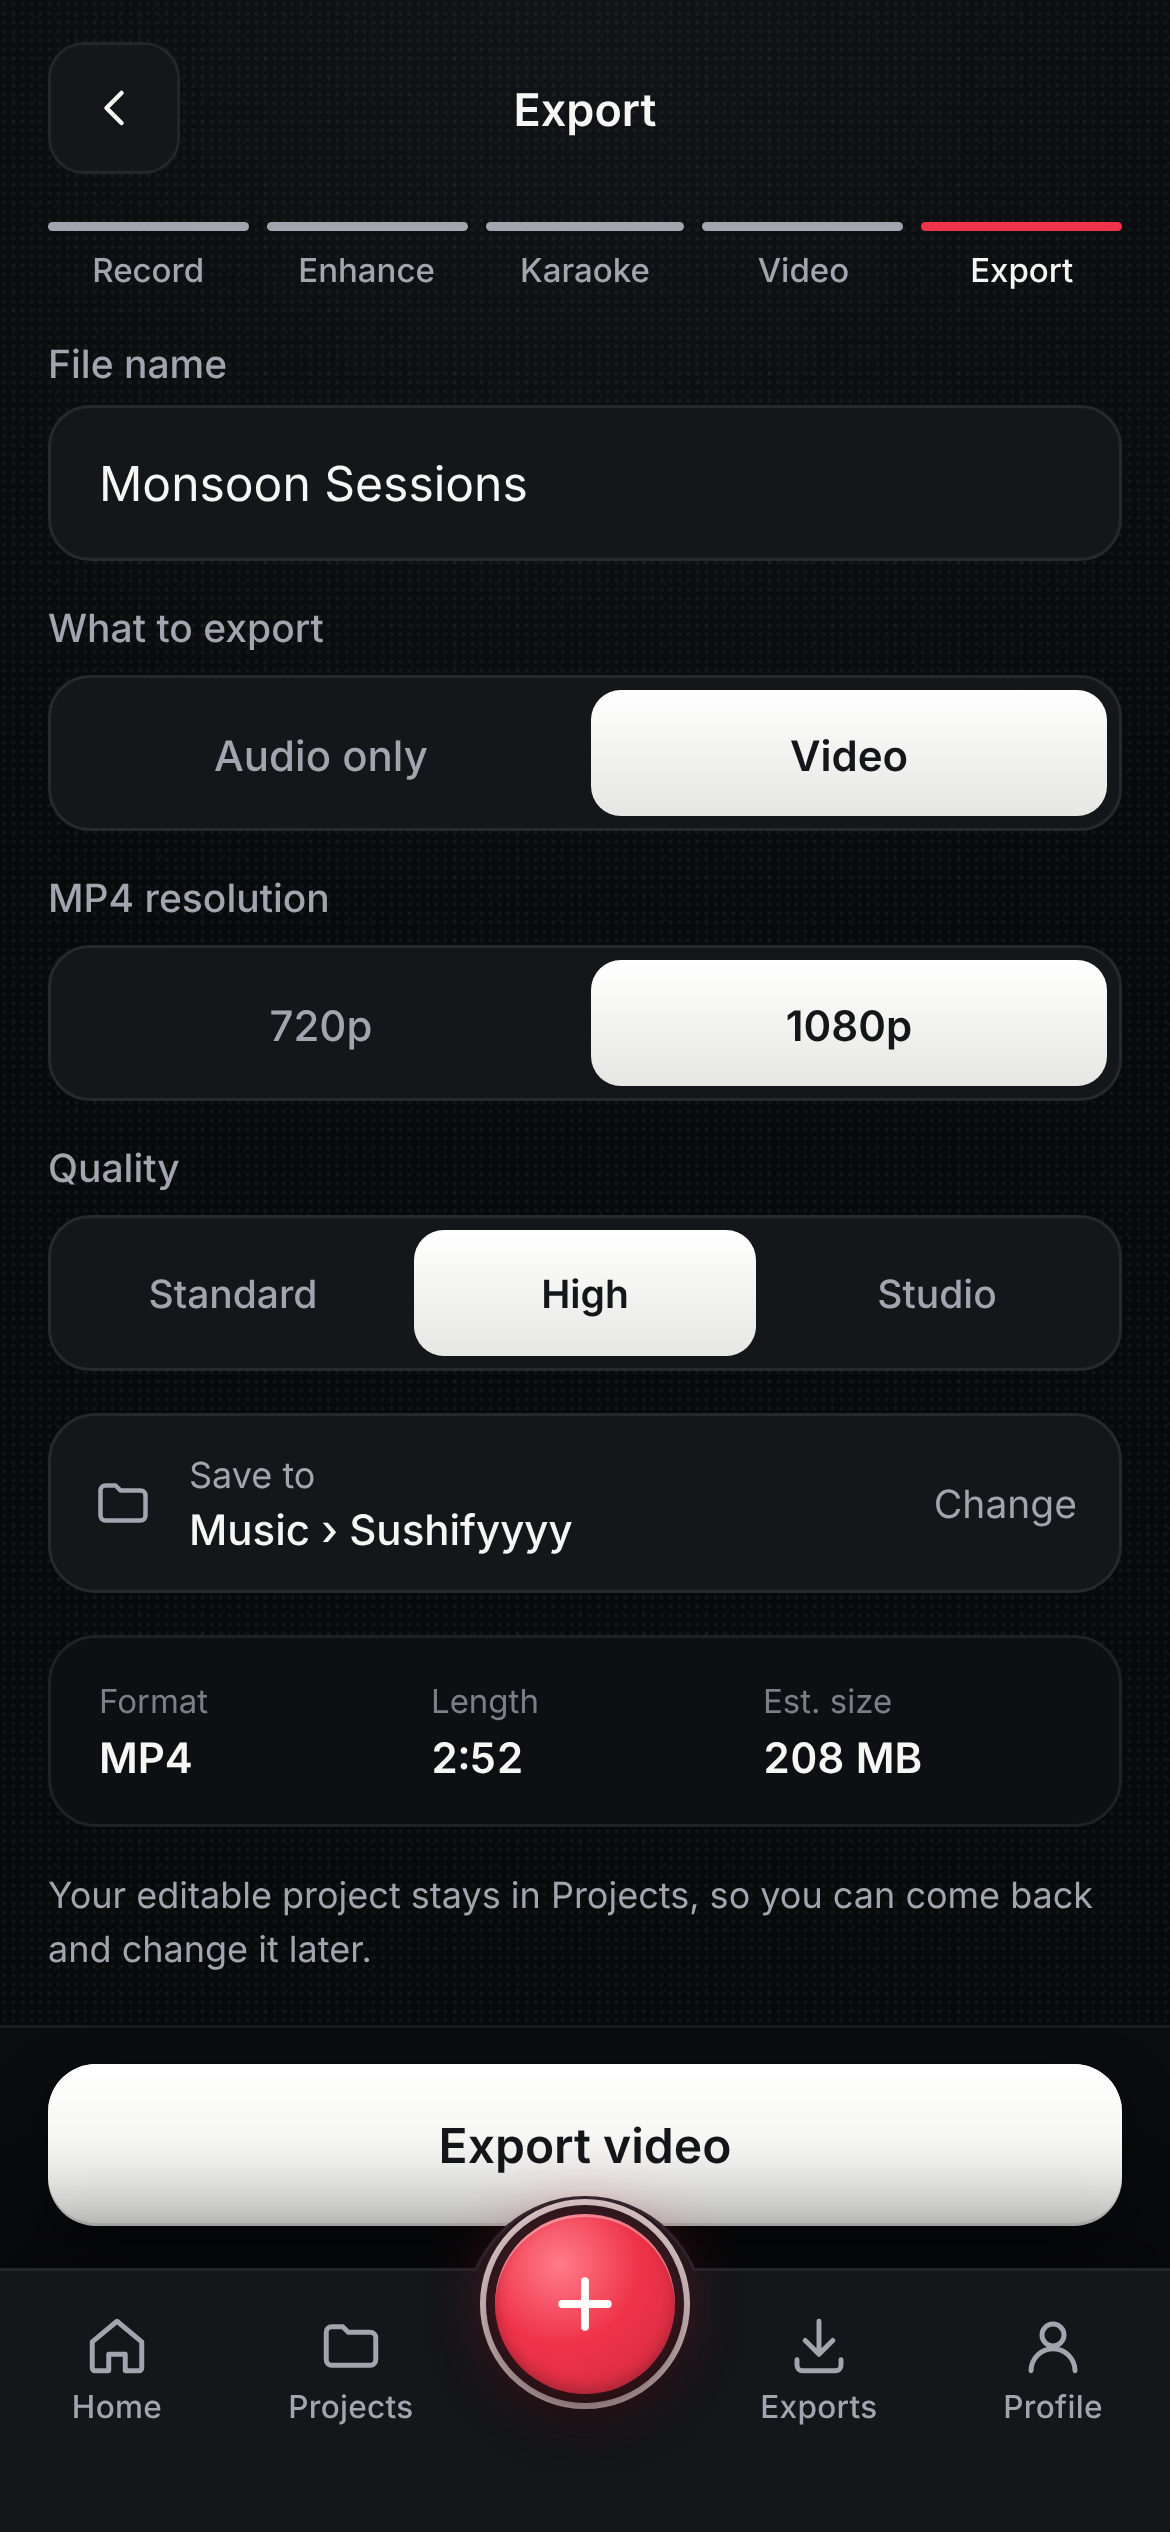 Export
Record
Enhance
Karaoke
Video
Export
File name
Monsoon Sessions
What to export
Audio only
Video
MP4 resolution
720p
1080p
Quality
Standard
High
Studio
Save to
Music › Sushifyyyy
Change
Format
Length
Est. size
MP4
2:52
208 MB
Your editable project stays in Projects, so you can come back
and change it later.
Export video
Home
Projects
Exports
Profile